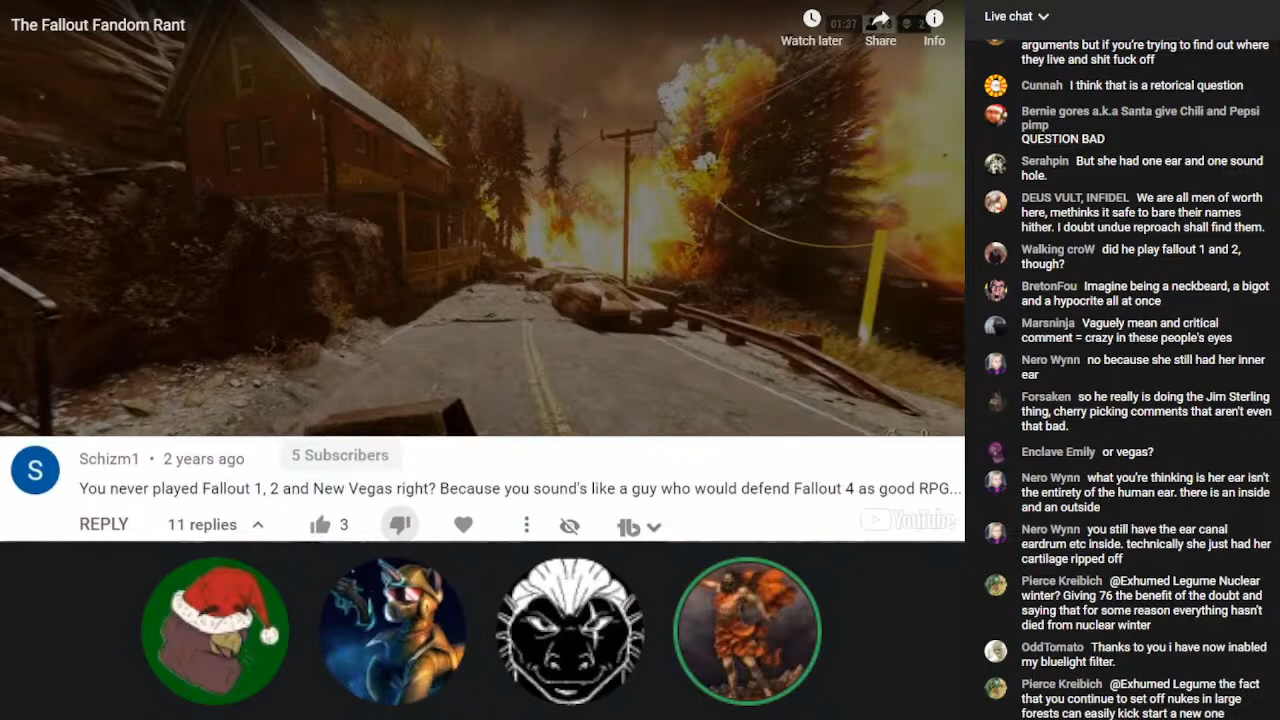 The Fallout Fandom Rant
01:37
Watch later
Share
Info
Schizm1 • 2 years ago
5 Subscribers
You never played Fallout 1, 2 and New Vegas right? Because you sound's like a guy who would defend Fallout 4 as good RPG...
REPLY
11 replies
3
YouTube
S
Live chat
arguments but if you're trying to find out where
they live and shit fuck off
Cunnah I think that is a retorical question
Bernie gores a.k.a Santa give Chili and Pepsi
pimp
QUESTION BAD
Serahpin But she had one ear and one sound
hole.
DEUS VULT, INFIDEL We are all men of worth
here, methinks it safe to bare their names
hither. I doubt undue reproach shall find them.
Walking croW did he play fallout 1 and 2,
though?
BretonFou Imagine being a neckbeard, a bigot
and a hypocrite all at once
Marsninja Vaguely mean and critical
comment = crazy in these people's eyes
Nero Wynn no because she still had her inner
ear
Forsaken so he really is doing the Jim Sterling
thing, cherry picking comments that aren't even
that bad.
Enclave Emily or vegas?
Nero Wynn what you're thinking is her ear isn't
the entirety of the human ear. there is an inside
and an outside
Nero Wynn you still have the ear canal
eardrum etc inside. technically she just had her
cartilage ripped off
Pierce Kreibich @Exhumed Legume Nuclear
winter? Giving 76 the benefit of the doubt and
saying that for some reason everything hasn't
died from nuclear winter
OddTomato Thanks to you i have now inabled
my bluelight filter.
Pierce Kreibich @Exhumed Legume the fact
that you continue to set off nukes in large
forests can easily kick start a new one